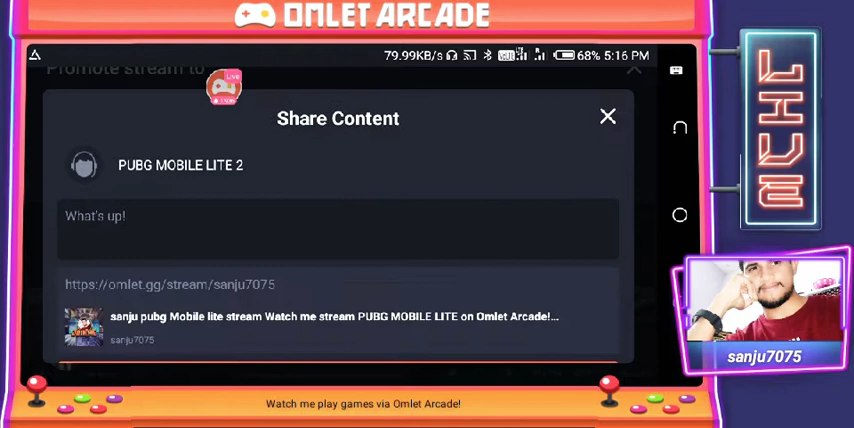 OMLET ARCADE
79.99KB/s 68% 5:16 PM
Promote stream to
Live
Share Content
PUBG MOBILE LITE 2
What's up!
https://omlet.gg/stream/sanju7075
sanju pubg Mobile lite stream Watch me stream PUBG MOBILE LITE on Omlet Arcade!...
sanju7075
LIVE
sanju7075
Watch me play games via Omlet Arcade!